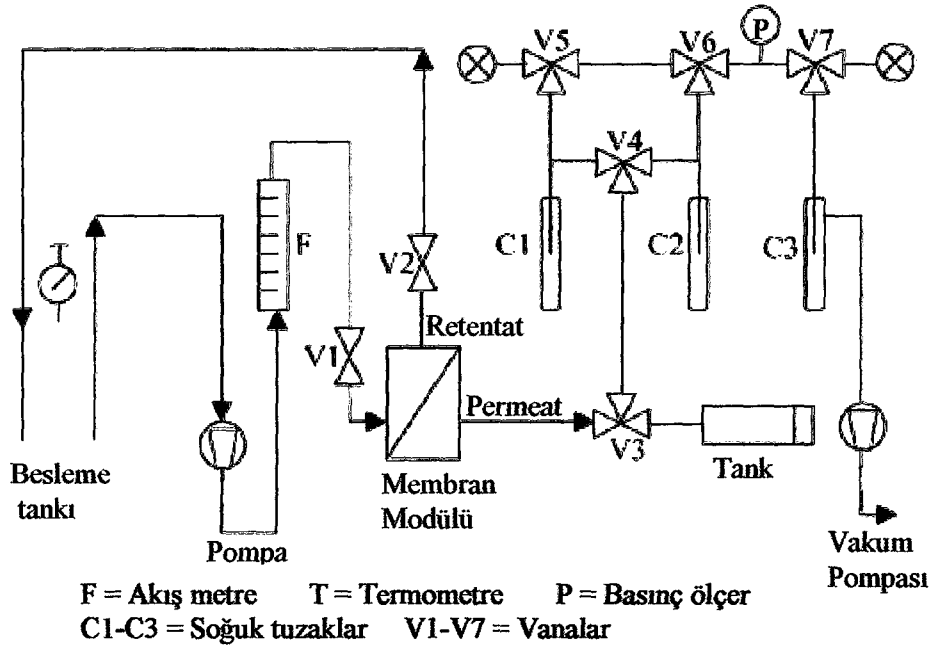 V5
V6
P
V7
V4
T
F
C1
C2
C3
V2
Retentat
V1
Permeat
V3
Besleme
tankı
Membran
Modülü
Tank
Pompa
Vakum
Pompası
F = Akış metre T = Termometre P = Basınç ölçer
C1-C3 = Soğuk tuzaklar V1-V7 = Vanalar